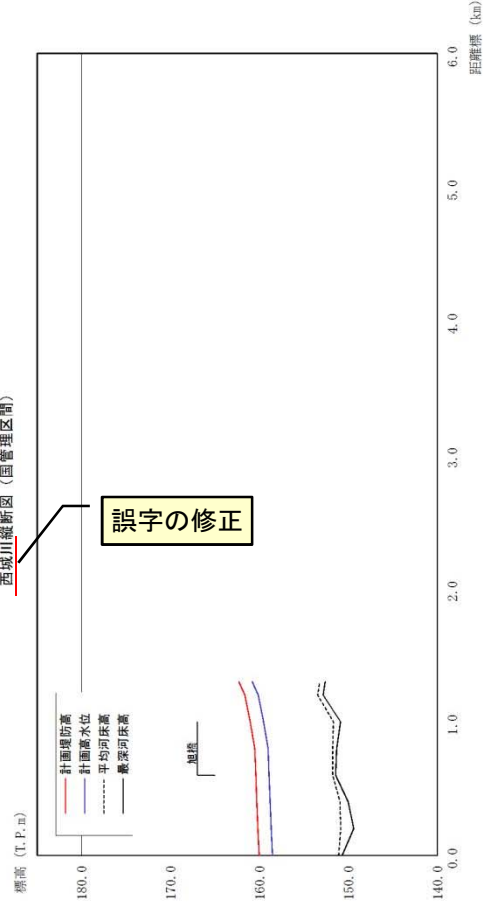 西城川縦断図（国管理区間）
誤字の修正
標高 (T.P.m)
180.0
170.0
160.0
150.0
140.0
計画堤防高
計画高水位
平均河床高
最深河床高
旭橋
0.0
1.0
2.0
3.0
4.0
5.0
6.0
距離標 (km)